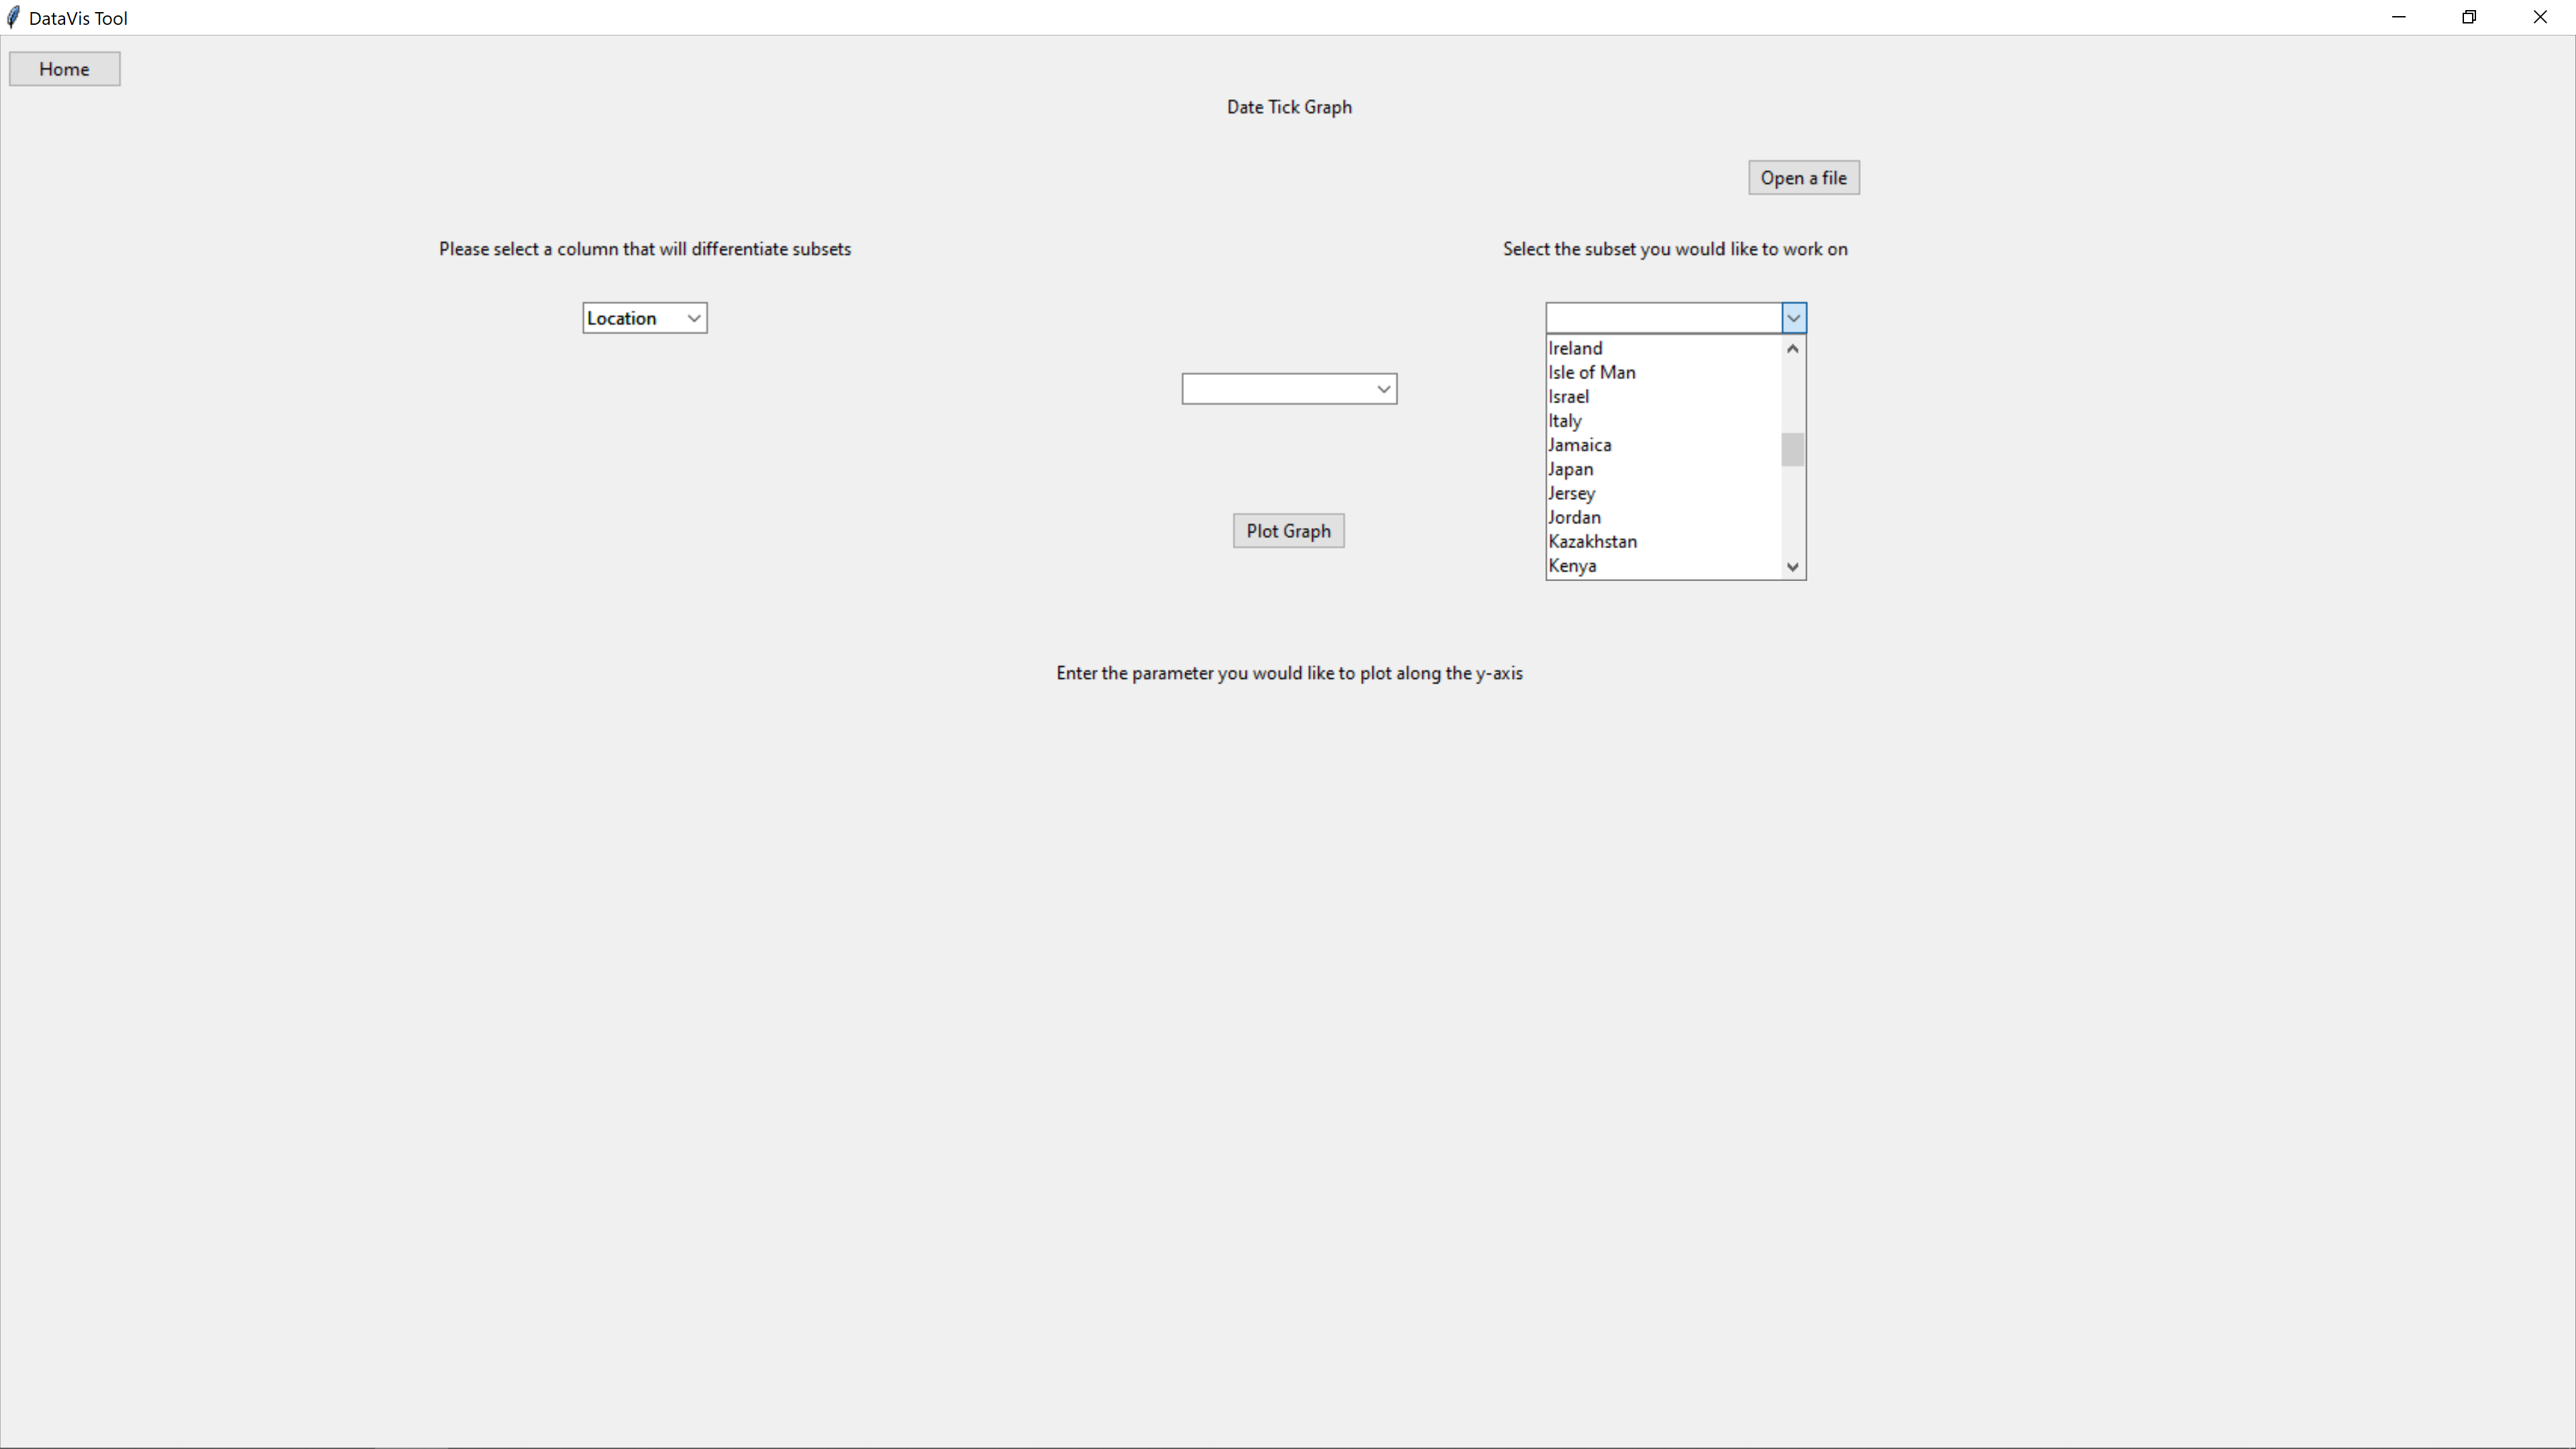 DataVis Tool
Home
Date Tick Graph
Open a file
Please select a column that will differentiate subsets
Select the subset you would like to work on
Location
Ireland
Isle of Man
Israel
Italy
Jamaica
Japan
Jersey
Jordan
Kazakhstan
Kenya
Plot Graph
Enter the parameter you would like to plot along the y-axis